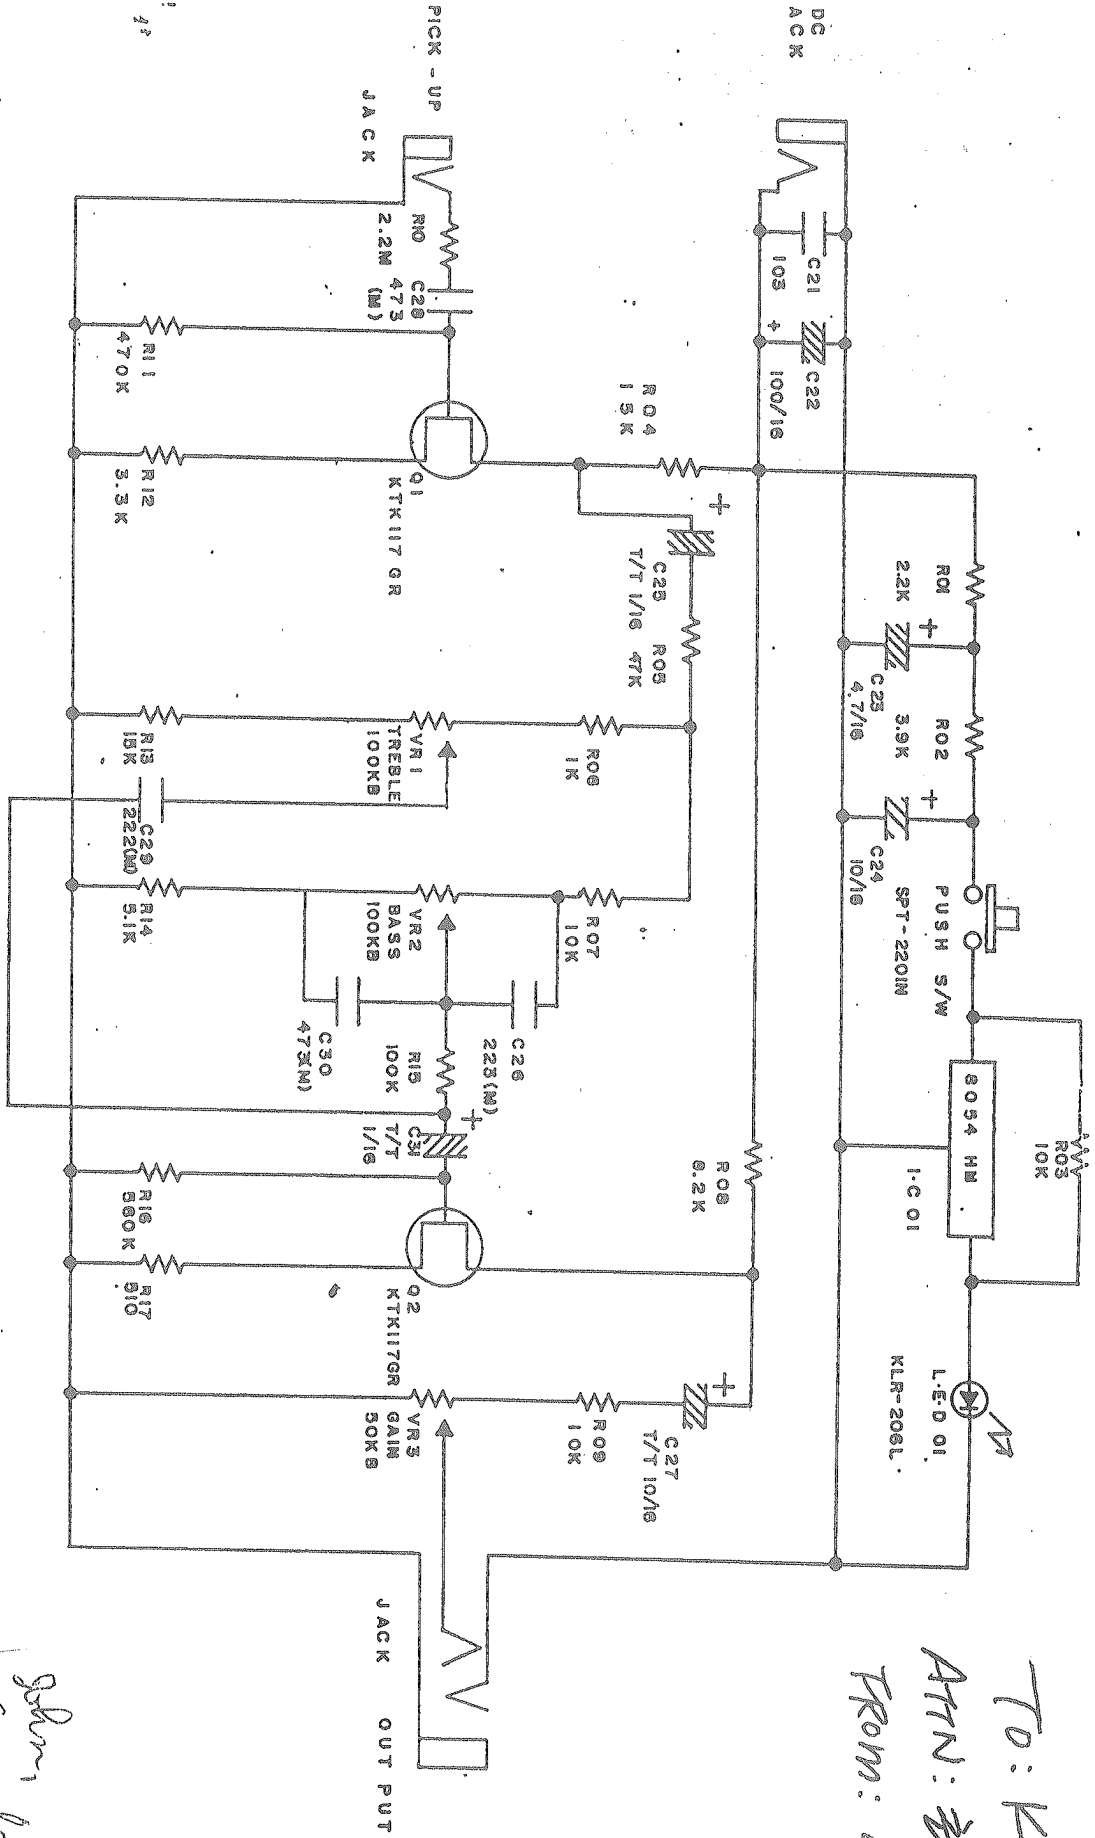 DC
ACK
PICK-UP
JACK
C21
103
+
C22
100/16
R01
2.2K
+
C23
4.7/16
R02
3.9K
+
C24
10/16
PUSH S/W
SPT-220IN
R03
10K
8054 HM
I·C 01
L·E·D 01
KLR-206L
R04
15K
+
C25
T/T 1/16
R05
47K
R08
8.2K
R10
2.2M
C28
473
(M)
R11
470K
R12
3.3K
Q1
KTK117 GR
R06
1K
R07
10K
VR1
TREBLE
100KB
VR2
BASS
100KB
R13
15K
C29
222(M)
R14
5.1K
C26
223(M)
C30
473(M)
R15
100K
+
C31
T/T
1/16
R16
560K
R17
510
Q2
KTK117GR
+
C27
T/T 10/16
R09
10K
VR3
GAIN
50KB
JACK OUT PUT
TO: K
ATTN:
FROM:
John,